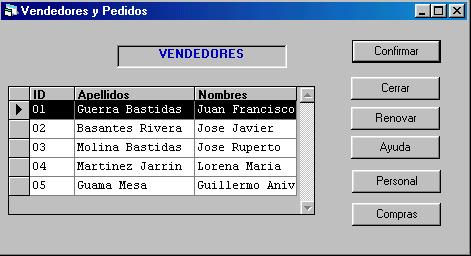 Vendedores y Pedidos
VENDEDORES
Confirmar
Cerrar
Renovar
Ayuda
Personal
Compras
ID Apellidos Nombres
01 Guerra Bastidas Juan Francisco
02 Basantes Rivera Jose Javier
03 Molina Bastidas Jose Ruperto
04 Martinez Jarrin Lorena Maria
05 Guama Mesa Guillermo Aniv